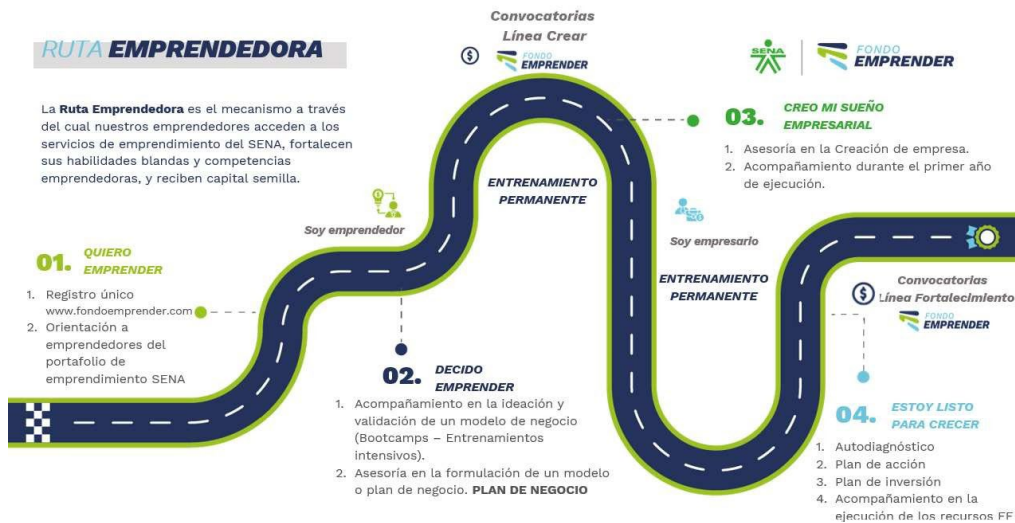 RUTA EMPRENDEDORA
La Ruta Emprendedora es el mecanismo a través
del cual nuestros emprendedores acceden a los
servicios de emprendimiento del SENA, fortalecen
sus habilidades blandas y competencias
emprendedoras, y reciben capital semilla.
Convocatorias
Línea Crear
$
FONDO
EMPRENDER
SENA
FONDO
EMPRENDER
01. QUIERO
EMPRENDER
1. Registro único
www.fondoemprender.com
2. Orientación a
emprendedores del
portafolio de
emprendimiento SENA
Soy emprendedor
02. DECIDO
EMPRENDER
1. Acompañamiento en la ideación y
validación de un modelo de negocio
(Bootcamps – Entrenamientos
intensivos).
2. Asesoría en la formulación de un modelo
o plan de negocio. PLAN DE NEGOCIO
ENTRENAMIENTO
PERMANENTE
03. CREO MI SUEÑO
EMPRESARIAL
1. Asesoría en la Creación de empresa.
2. Acompañamiento durante el primer año
de ejecución.
Soy empresario
ENTRENAMIENTO
PERMANENTE
Convocatorias
$ Línea Fortalecimiento
FONDO
EMPRENDER
04. ESTOY LISTO
PARA CRECER
1. Autodiagnóstico
2. Plan de acción
3. Plan de inversión
4. Acompañamiento en la
ejecución de los recursos FE